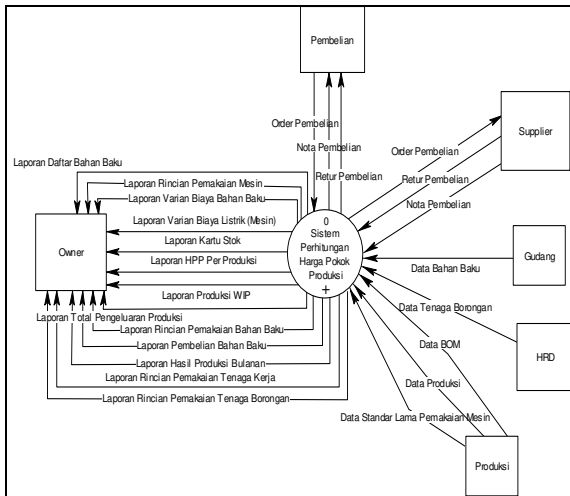 Pembelian
Order Pembelian
Nota Pembelian
Retur Pembelian
Order Pembelian
Retur Pembelian
Nota Pembelian
Supplier
Laporan Daftar Bahan Baku
Laporan Rincian Pemakaian Mesin
Laporan Varian Biaya Bahan Baku
Laporan Varian Biaya Listrik (Mesin)
Laporan Kartu Stok
Laporan HPP Per Produksi
Laporan Produksi WIP
Owner
0
Sistem
Perhitungan
Harga Pokok
Produksi
+
Gudang
Data Bahan Baku
Data Tenaga Borongan
HRD
Data BOM
Data Produksi
Data Standar Lama Pemakaian Mesin
Produksi
Laporan Total Pengeluaran Produksi
Laporan Rincian Pemakaian Bahan Baku
Laporan Pembelian Bahan Baku
Laporan Hasil Produksi Bulanan
Laporan Rincian Pemakaian Tenaga Kerja
Laporan Rincian Pemakaian Tenaga Borongan